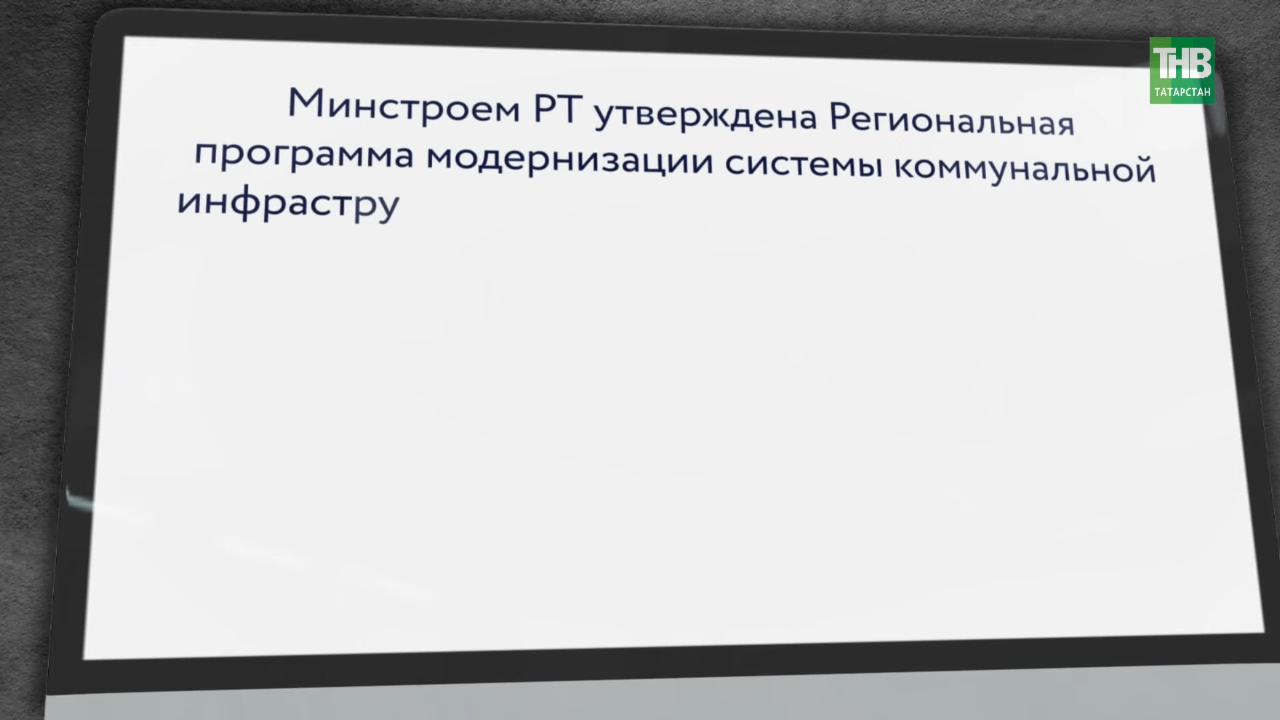 ТНВ
ТАТАРСТАН
Минстроем РТ утверждена Региональная
программа модернизации системы коммунальной
инфрастру